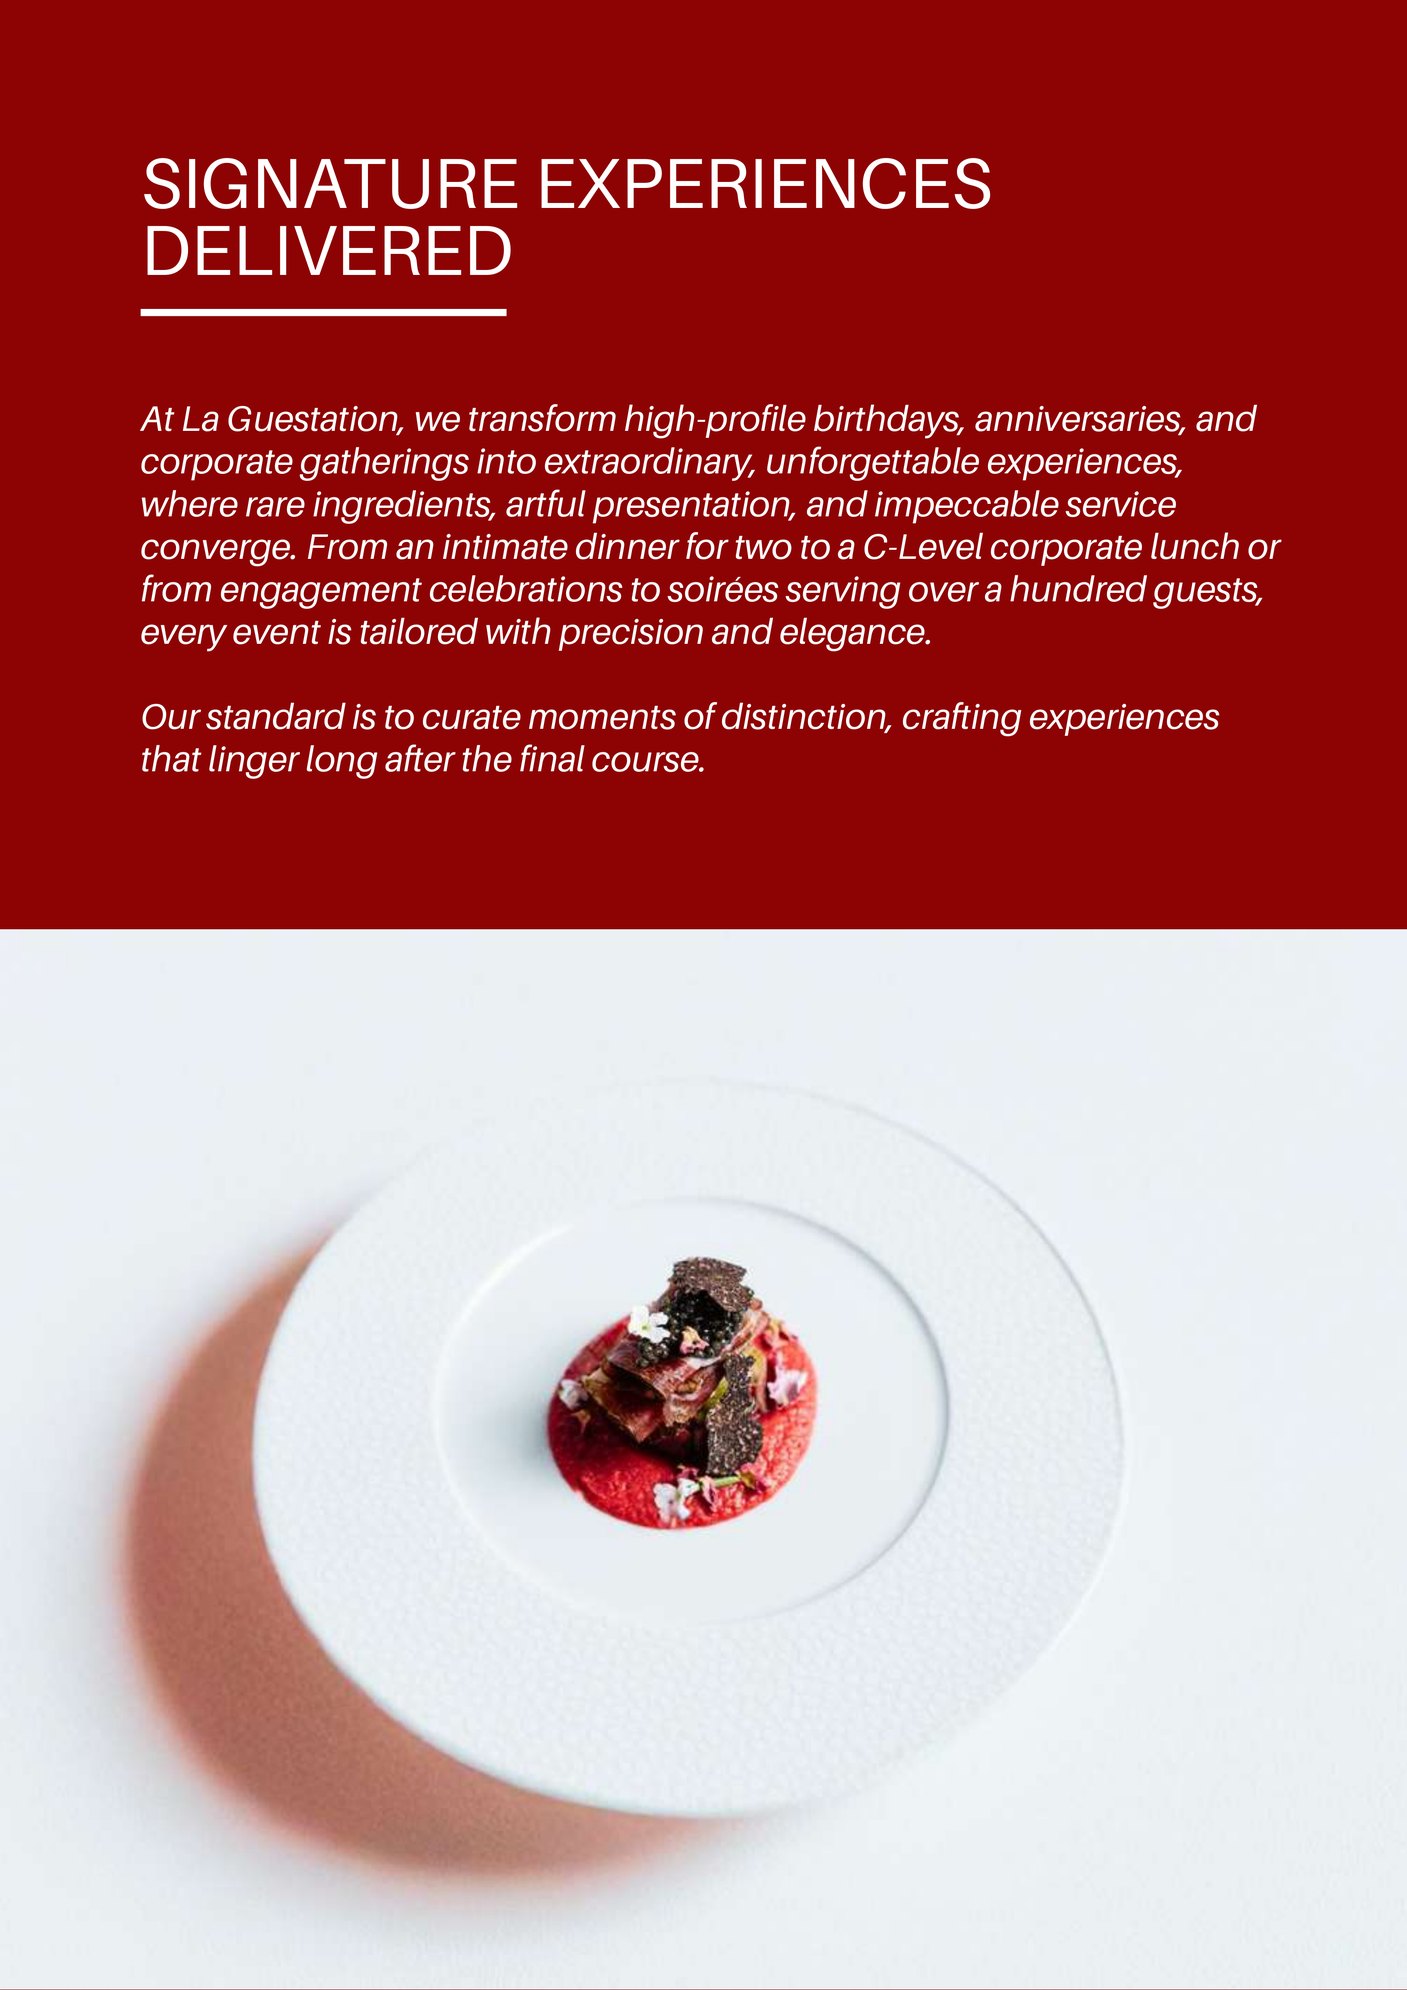 SIGNATURE EXPERIENCES
DELIVERED
At La Guestation, we transform high-profile birthdays, anniversaries, and
corporate gatherings into extraordinary, unforgettable experiences,
where rare ingredients, artful presentation, and impeccable service
converge. From an intimate dinner for two to a C-Level corporate lunch or
from engagement celebrations to soirées serving over a hundred guests,
every event is tailored with precision and elegance.
Our standard is to curate moments of distinction, crafting experiences
that linger long after the final course.